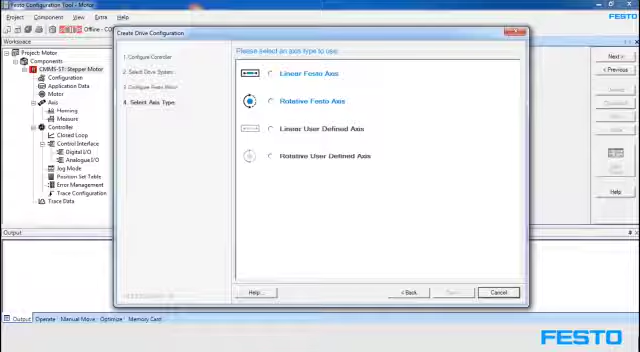 Festo Configuration Tool - Motor
Project Component View Extra Help
FESTO
Workspace
Project: Motor
Components
CMMS-ST: Stepper Motor
Configuration
Application Data
Motor
Axis
Homing
Measure
Controller
Closed Loop
Control Interface
Digital I/O
Analogue I/O
Jog Mode
Position Set Table
Error Management
Trace Configuration
Trace Data
Create Drive Configuration
1. Configure Controller
2. Select Drive System
3. Configure Festo Motor
4. Select Axis Type
Please select an axis type to use:
Linear Festo Axis
Rotative Festo Axis
Linear User Defined Axis
Rotative User Defined Axis
Help...
< Back
Cancel
Next >
< Previous
Help
Output
Output Operate Manual Move Optimize Memory Card
FESTO